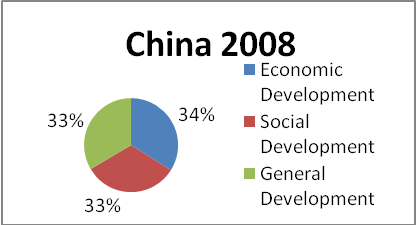 China 2008
Economic
Development
Social
Development
General
Development
34%
33%
33%